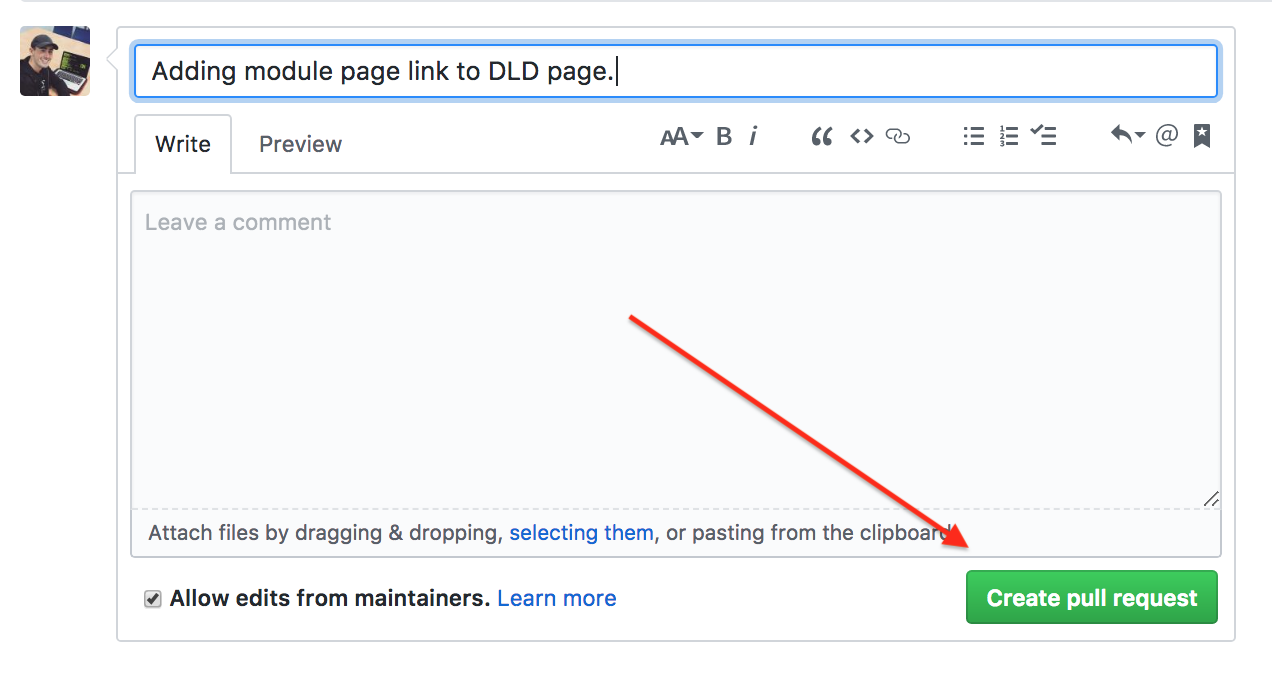 Adding module page link to DLD page.
Write Preview
AA B i
Leave a comment
Attach files by dragging & dropping, selecting them, or pasting from the clipboard
Allow edits from maintainers. Learn more
Create pull request